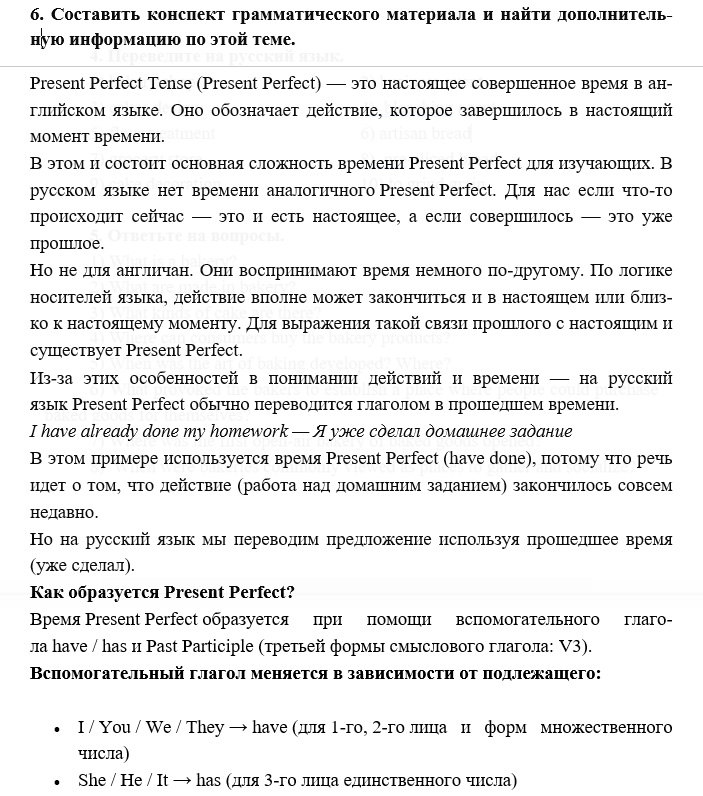 6. Составить конспект грамматического материала и найти дополнитель-
ную информацию по этой теме.
Present Perfect Tense (Present Perfect) — это настоящее совершенное время в ан-
глийском языке. Оно обозначает действие, которое завершилось в настоящий
момент времени.
В этом и состоит основная сложность времени Present Perfect для изучающих. В
русском языке нет времени аналогичного Present Perfect. Для нас если что-то
происходит сейчас — это и есть настоящее, а если совершилось — это уже
прошлое.
Но не для англичан. Они воспринимают время немного по-другому. По логике
носителей языка, действие вполне может закончиться и в настоящем или близ-
ко к настоящему моменту. Для выражения такой связи прошлого с настоящим и
существует Present Perfect.
Из-за этих особенностей в понимании действий и времени — на русский
язык Present Perfect обычно переводится глаголом в прошедшем времени.
I have already done my homework — Я уже сделал домашнее задание
В этом примере используется время Present Perfect (have done), потому что речь
идет о том, что действие (работа над домашним заданием) закончилось совсем
недавно.
Но на русский язык мы переводим предложение используя прошедшее время
(уже сделал).
Как образуется Present Perfect?
Время Present Perfect образуется при помощи вспомогательного глаго-
ла have / has и Past Participle (третьей формы смыслового глагола: V3).
Вспомогательный глагол меняется в зависимости от подлежащего:
• I / You / We / They → have (для 1-го, 2-го лица и форм множественного
числа)
• She / He / It → has (для 3-го лица единственного числа)